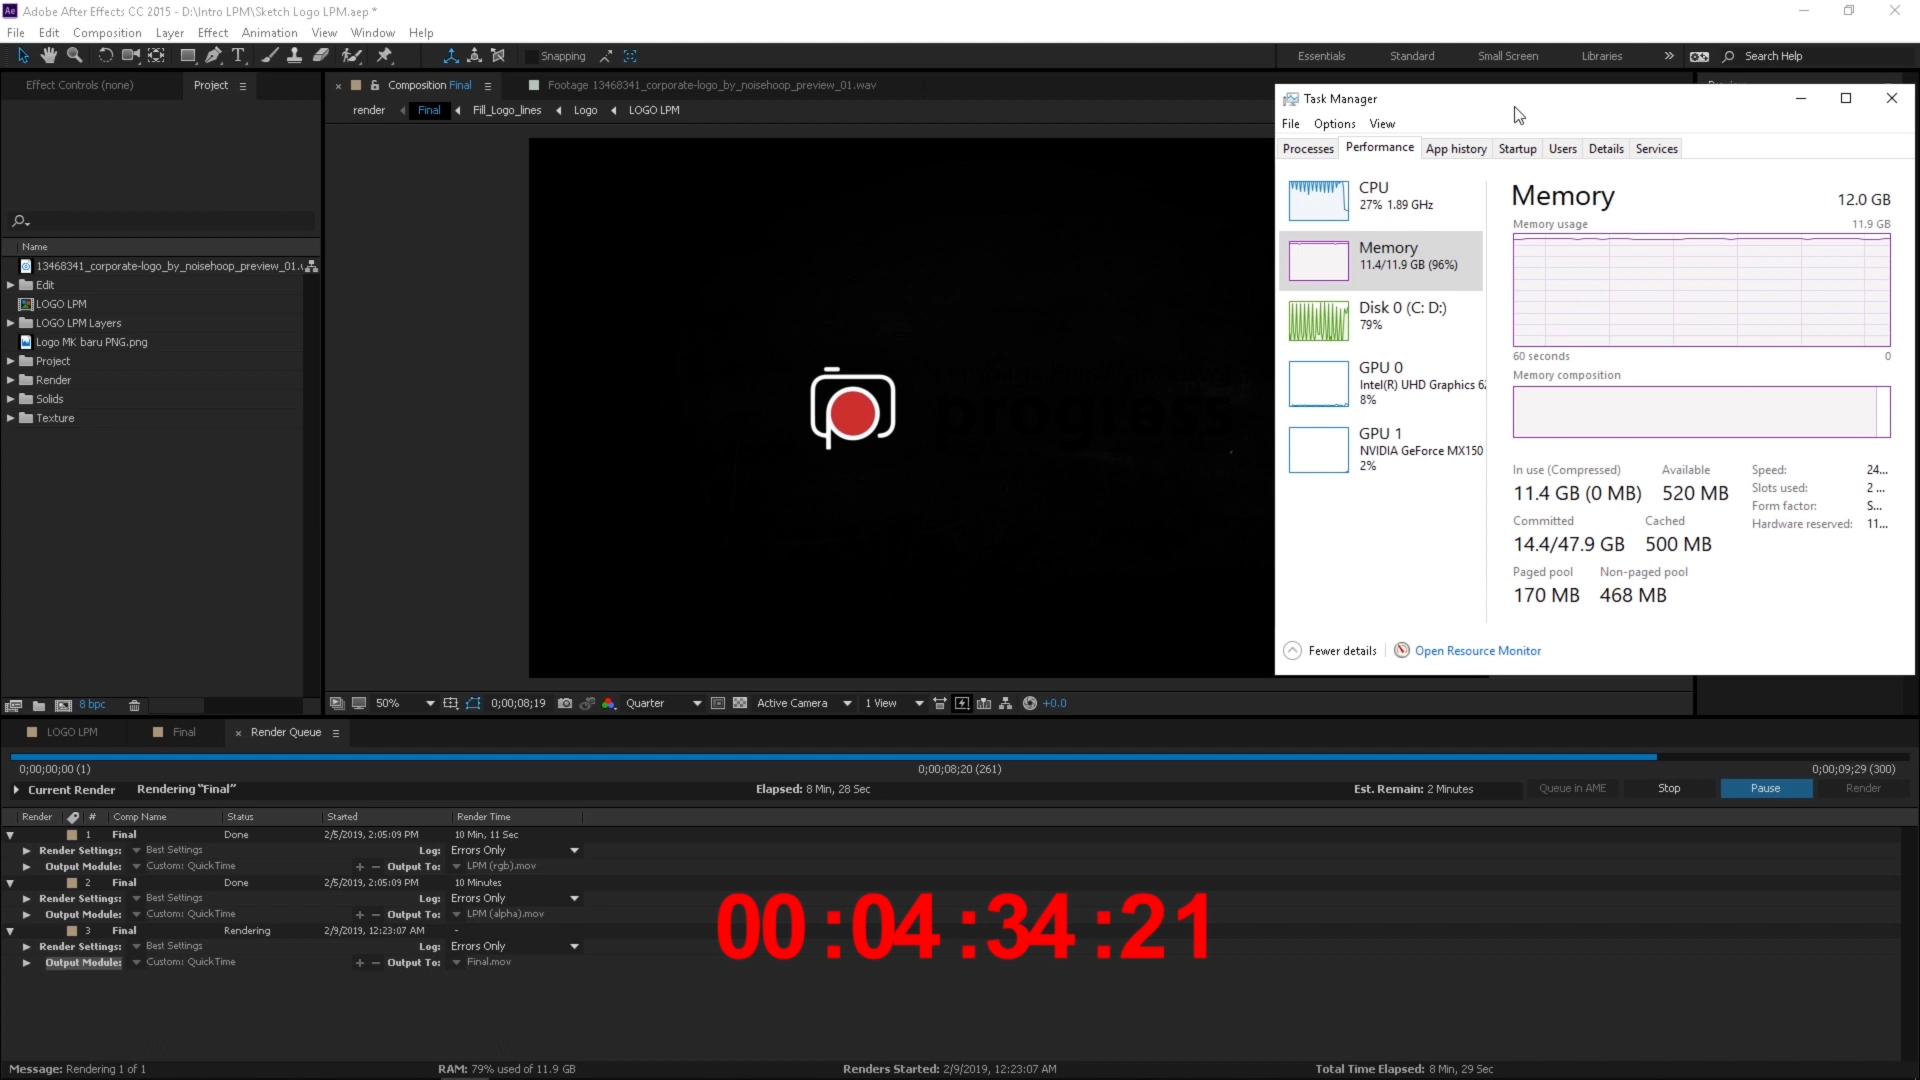 Ae Adobe After Effects CC 2015 - D:\Intro LPM\Sketch Logo LPM.aep *
File Edit Composition Layer Effect Animation View Window Help
Snapping
Essentials Standard Small Screen Libraries Search Help
Effect Controls (none) Project
Composition Final
Footage 13468341_corporate-logo_by_noisehoop_preview_01.wav
render Final Fill_Logo_lines Logo LOGO LPM
Name
13468341_corporate-logo_by_noisehoop_preview_01.
Edit
LOGO LPM
LOGO LPM Layers
Logo MK baru PNG.png
Project
Render
Solids
Texture
8 bpc
progress
Task Manager
File Options View
Processes Performance App history Startup Users Details Services
CPU
27% 1.89 GHz
Memory
11.4/11.9 GB (96%)
Disk 0 (C: D:)
79%
GPU 0
Intel(R) UHD Graphics 6
8%
GPU 1
NVIDIA GeForce MX150
2%
Memory 12.0 GB
Memory usage 11.9 GB
60 seconds 0
Memory composition
In use (Compressed) Available
11.4 GB (0 MB) 520 MB
Committed Cached
14.4/47.9 GB 500 MB
Paged pool Non-paged pool
170 MB 468 MB
Speed: 24...
Slots used: 2 ...
Form factor: S...
Hardware reserved: 11...
Fewer details Open Resource Monitor
50% 0;00;08;19 Quarter Active Camera 1 View +0.0
LOGO LPM Final Render Queue
0;00;00;00 (1) 0;00;08;20 (261) 0;00;09;29 (300)
Current Render Rendering "Final" Elapsed: 8 Min, 28 Sec Est. Remain: 2 Minutes Queue in AME Stop Pause Render
Render # Comp Name Status Started Render Time
1 Final Done 2/5/2019, 2:05:09 PM 10 Min, 11 Sec
Render Settings: Best Settings Log: Errors Only
Output Module: Custom: QuickTime + − Output To: LPM (rgb).mov
2 Final Done 2/5/2019, 2:05:09 PM 10 Minutes
Render Settings: Best Settings Log: Errors Only
Output Module: Custom: QuickTime + − Output To: LPM (alpha).mov
3 Final Rendering 2/9/2019, 12:23:07 AM -
Render Settings: Best Settings Log: Errors Only
Output Module: Custom: QuickTime + − Output To: Final.mov
00:04:34:21
Message: Rendering 1 of 1 RAM: 79% used of 11.9 GB Renders Started: 2/9/2019, 12:23:07 AM Total Time Elapsed: 8 Min, 29 Sec